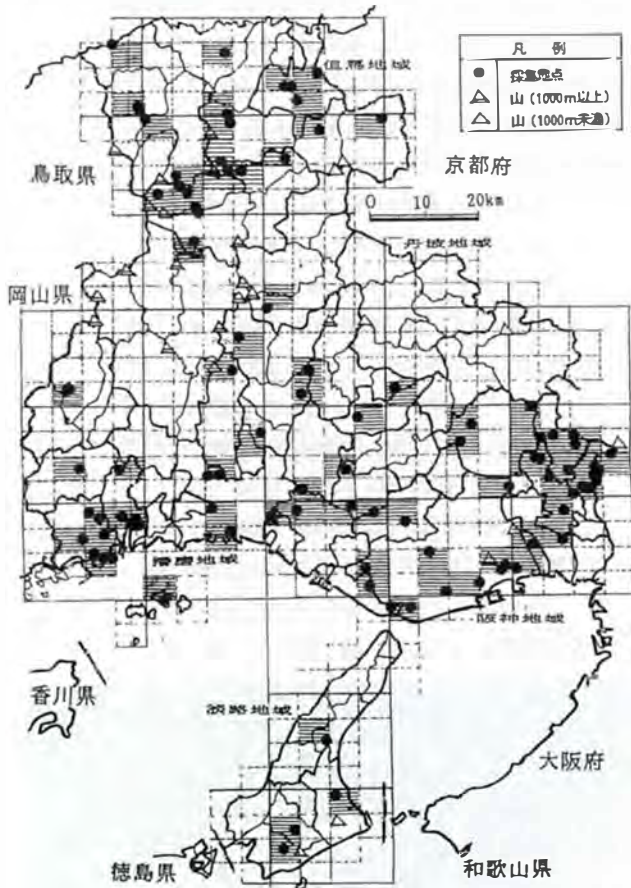 凡 例
採集地点
山 (1000m以上)
山 (1000m未満)
但馬地域
鳥取県
京都府
0 10 20km
丹波地域
岡山県
播磨地域
阪神地域
香川県
淡路地域
大阪府
徳島県
和歌山県